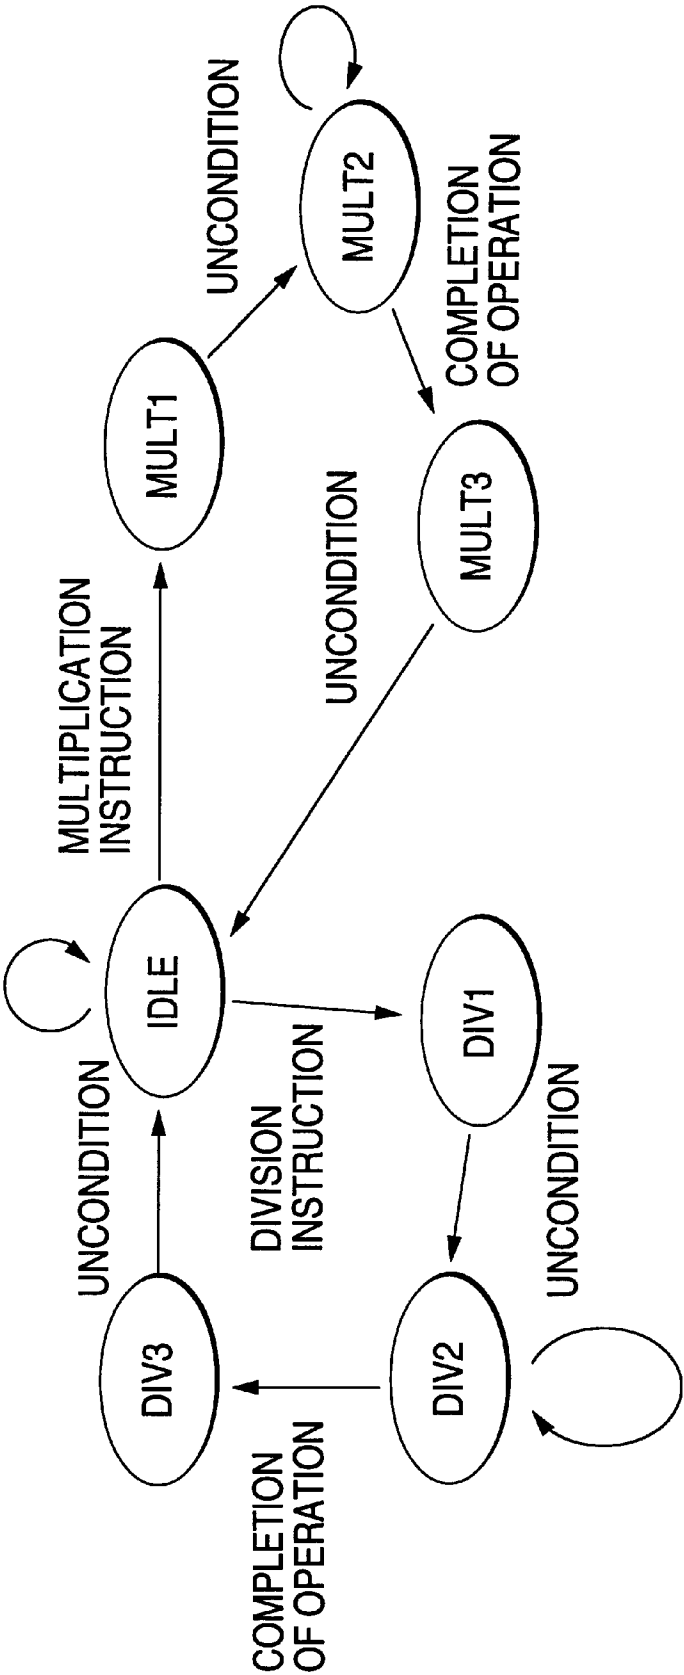 UNCONDITION
MULT2
COMPLETION
OF OPERATION
MULT1
MULTIPLICATION
INSTRUCTION
UNCONDITION
MULT3
IDLE
UNCONDITION
DIVISION
INSTRUCTION
DIV1
UNCONDITION
DIV3
DIV2
COMPLETION
OF OPERATION